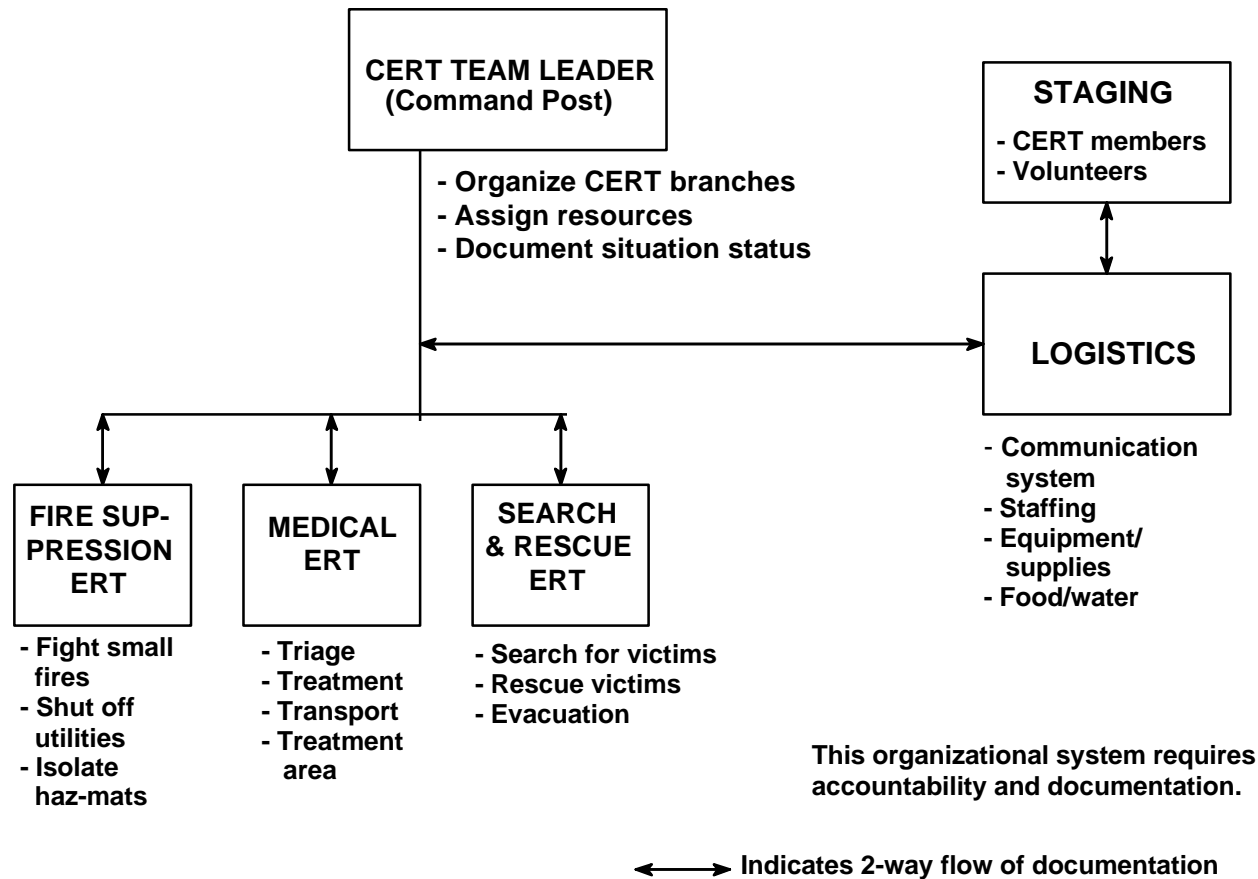 CERT TEAM LEADER
(Command Post)
- Organize CERT branches
- Assign resources
- Document situation status
STAGING
- CERT members
- Volunteers
LOGISTICS
- Communication
system
- Staffing
- Equipment/
supplies
- Food/water
FIRE SUP-
PRESSION
ERT
- Fight small
fires
- Shut off
utilities
- Isolate
haz-mats
MEDICAL
ERT
- Triage
- Treatment
- Transport
- Treatment
area
SEARCH
& RESCUE
ERT
- Search for victims
- Rescue victims
- Evacuation
This organizational system requires
accountability and documentation.
Indicates 2-way flow of documentation